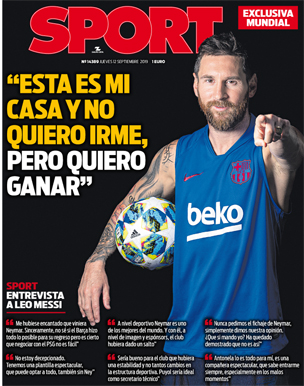 EXCLUSIVA
MUNDIAL
SPORT
Nº 14380 JUEVES 12 SEPTIEMBRE 2019 1 EURO
“ESTA ES MI
CASA Y NO
QUIERO IRME,
PERO QUIERO
GANAR”
beko
SPORT
ENTREVISTA
A LEO MESSI
Me hubiese encantado que viniera
Neymar. Sinceramente, no sé si el Barça hizo
todo lo posible para su regreso pero es cierto
que negociar con el PSG no es fácil”
A nivel deportivo Neymar es uno
de los mejores del mundo. Y con él, a
nivel de imagen y espónsors, el club
hubiera dado un salto”
Nunca pedimos el fichaje de Neymar,
simplemente dimos nuestra opinión.
¿Que si mando yo? Ha quedado
demostrado que no es así”
No estoy decepcionado.
Tenemos una plantilla espectacular,
que puede optar a todo, también sin Ney”
Sería bueno para el club que hubiera
una estabilidad y no tantos cambios en
la estructura deportiva. Puyol sería
ideal como secretario técnico”
Antonela lo es todo para mí, es una
compañera espectacular, que sabe entrarme
siempre, especialmente en los malos
momentos”